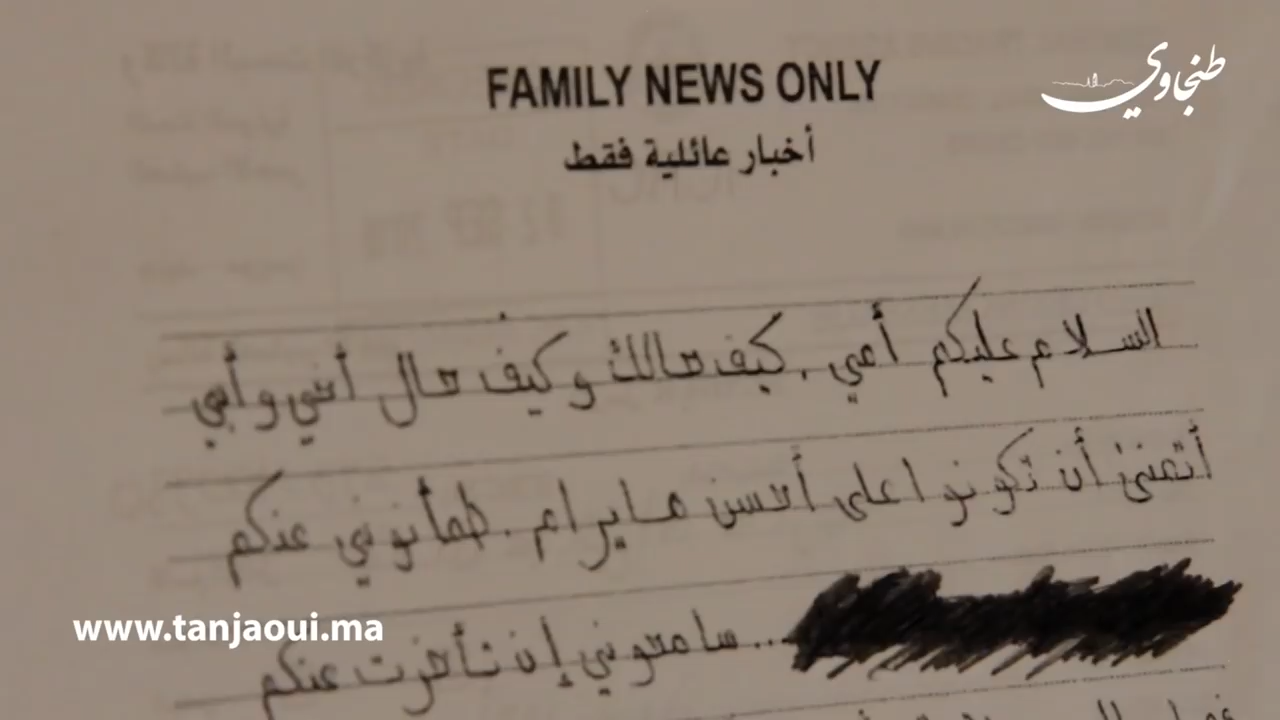 FAMILY NEWS ONLY
طنجاوي
أخبار عائلية فقط
السلام عليكم أمي. كيف حالك وكيف حال أختي وأبي
أتمنى أن تكونوا على أحسن ما يرام. طمأنوني عنكم
... سامحوني إن تأخرت عنكم
www.tanjaoui.ma